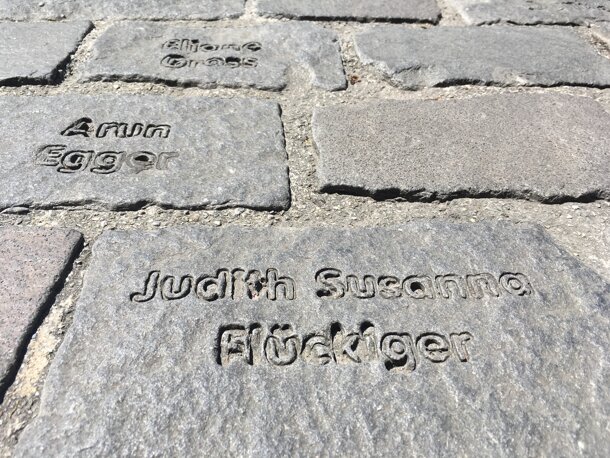 Eliane
Grass
Arun
Egger
Judith Susanna
Flückiger